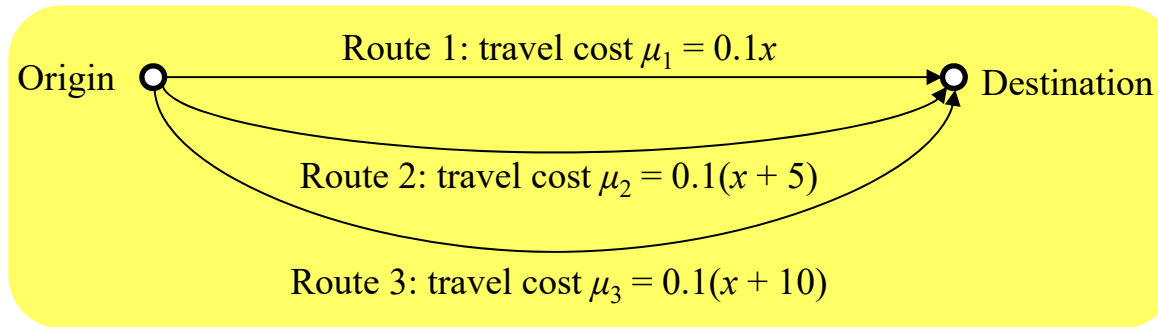 Route 1: travel cost μ₁ = 0.1x
Origin
Destination
Route 2: travel cost μ₂ = 0.1(x + 5)
Route 3: travel cost μ₃ = 0.1(x + 10)